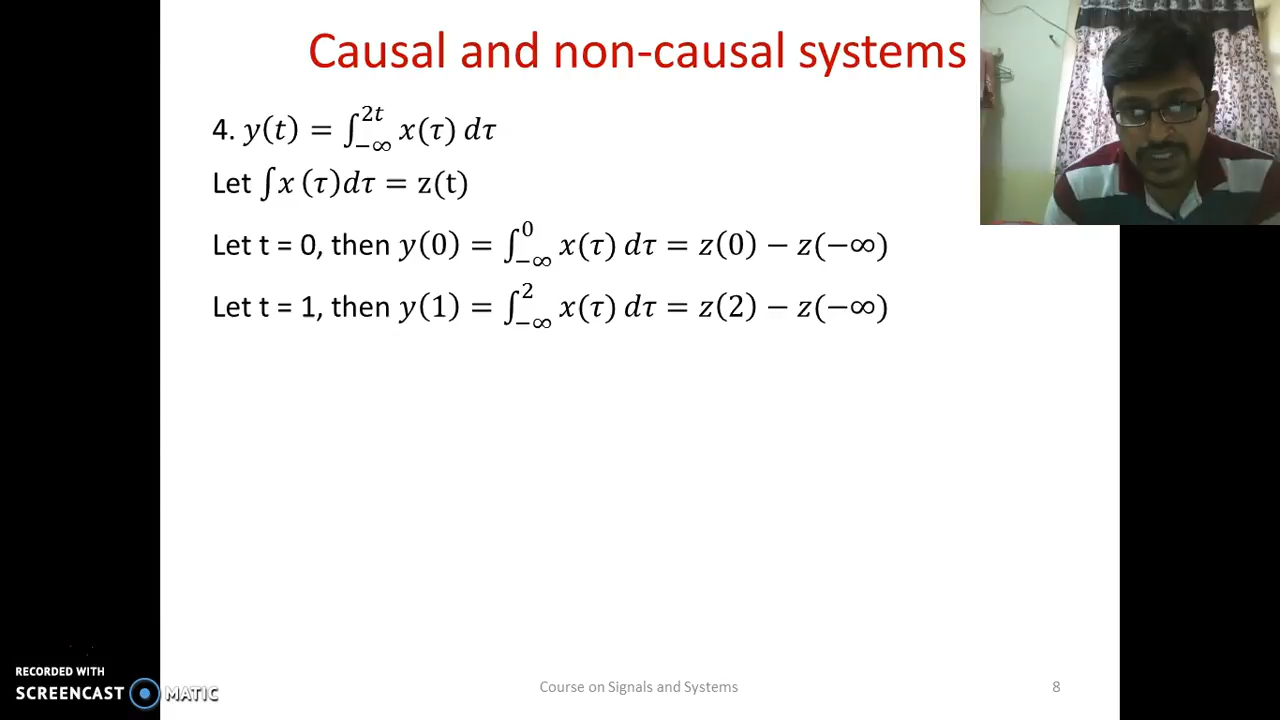 Causal and non-causal systems
4. y(t) = ∫_{−∞}^{2t} x(τ) dτ
Let ∫x (τ)dτ = z(t)
Let t = 0, then y(0) = ∫_{−∞}^{0} x(τ) dτ = z(0) − z(−∞)
Let t = 1, then y(1) = ∫_{−∞}^{2} x(τ) dτ = z(2) − z(−∞)
RECORDED WITH
SCREENCAST MATIC
Course on Signals and Systems
8